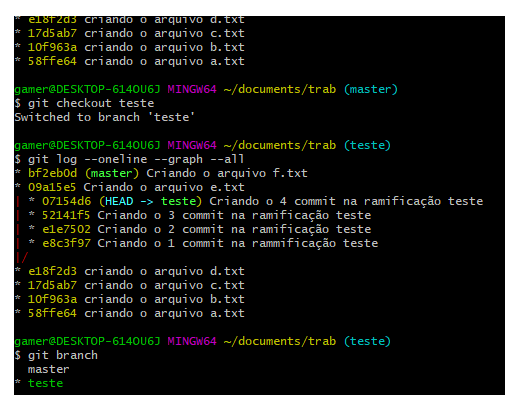 * e18f2d3 criando o arquivo d.txt
* 17d5ab7 criando o arquivo c.txt
* 10f963a criando o arquivo b.txt
* 58ffe64 criando o arquivo a.txt
gamer@DESKTOP-614OU6J MINGW64 ~/documents/trab (master)
$ git checkout teste
Switched to branch 'teste'
gamer@DESKTOP-614OU6J MINGW64 ~/documents/trab (teste)
$ git log --oneline --graph --all
* bf2eb0d (master) Criando o arquivo f.txt
* 09a15e5 Criando o arquivo e.txt
| * 07154d6 (HEAD -> teste) Criando o 4 commit na ramificação teste
| * 52141f5 Criando o 3 commit na ramificação teste
| * e1e7502 Criando o 2 commit na ramificação teste
| * e8c3f97 Criando o 1 commit na rammificação teste
|/
* e18f2d3 criando o arquivo d.txt
* 17d5ab7 criando o arquivo c.txt
* 10f963a criando o arquivo b.txt
* 58ffe64 criando o arquivo a.txt
gamer@DESKTOP-614OU6J MINGW64 ~/documents/trab (teste)
$ git branch
master
* teste